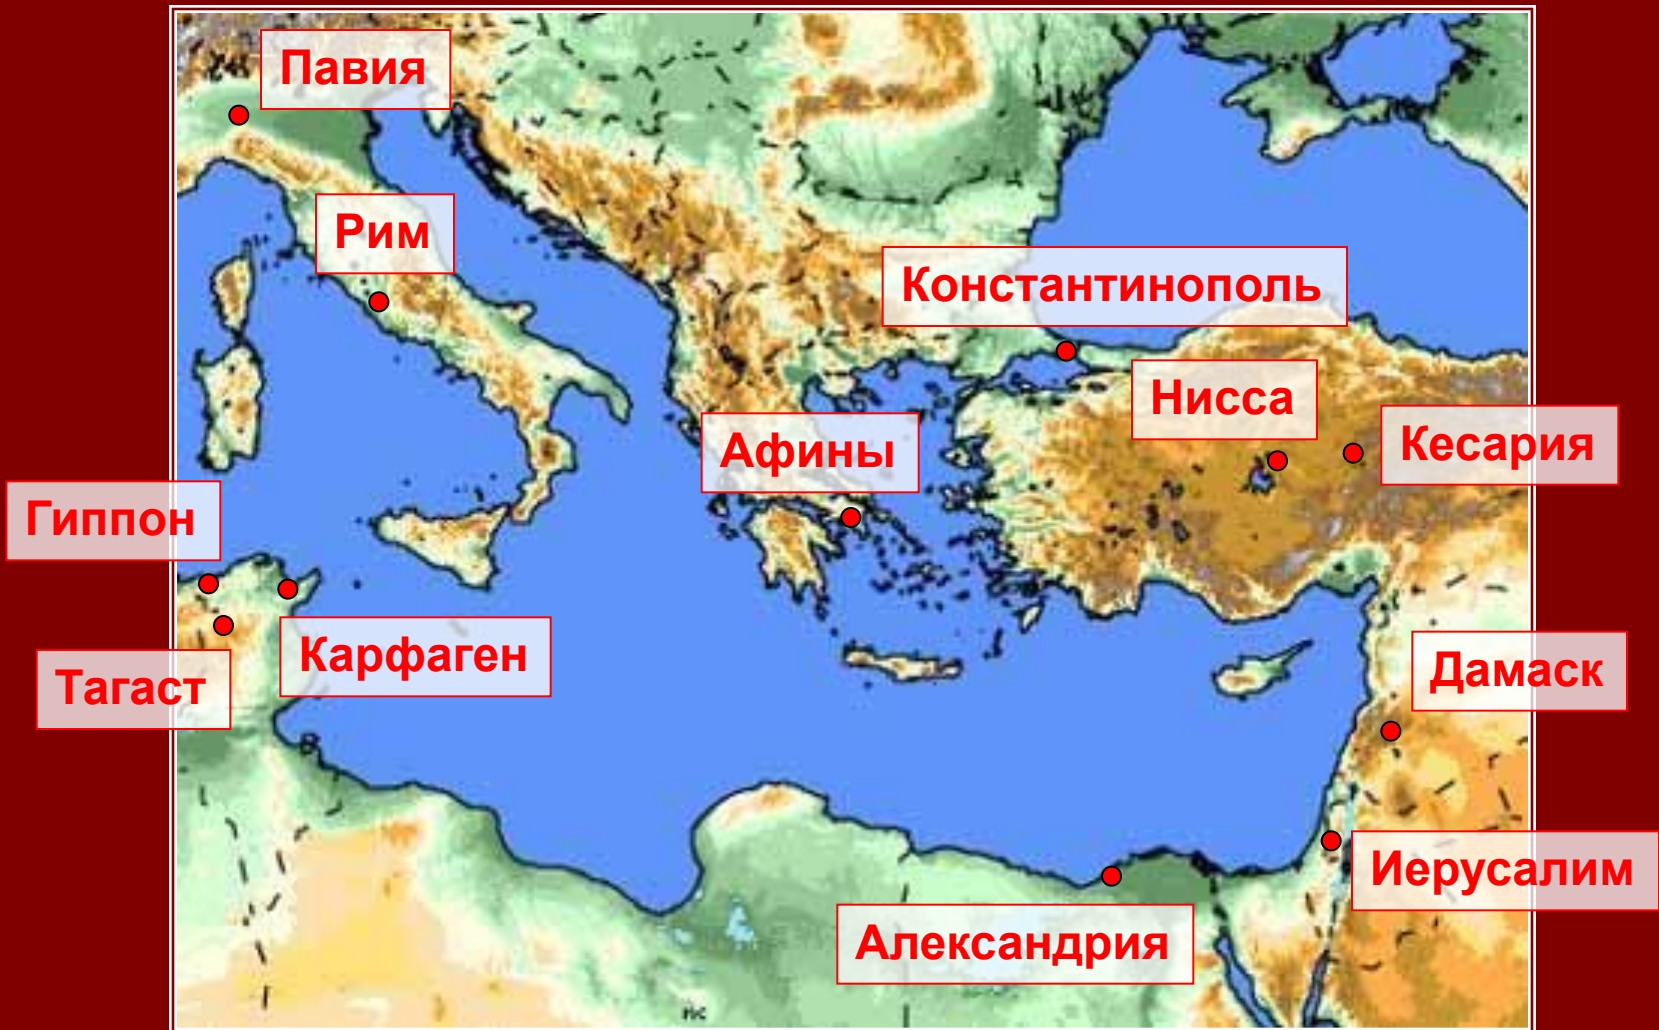 Павия
Рим
Константинополь
Нисса
Афины
Кесария
Гиппон
Карфаген
Тагаст
Дамаск
Иерусалим
Александрия